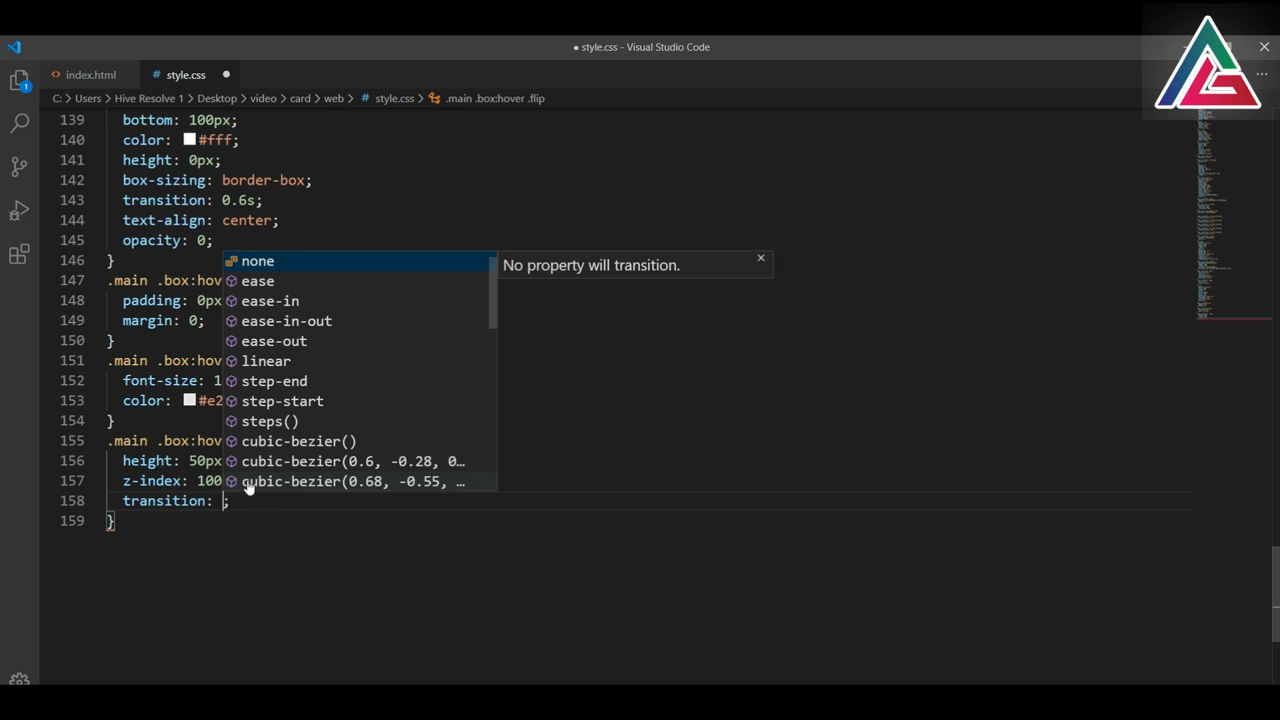 ● style.css - Visual Studio Code
index.html
style.css
C: > Users > Hive Resolve 1 > Desktop > video > card > web > style.css > .main .box:hover .flip
139 bottom: 100px;
140 color: #fff;
141 height: 0px;
142 box-sizing: border-box;
143 transition: 0.6s;
144 text-align: center;
145 opacity: 0;
146 }
147 .main .box:hov
148 padding: 0px
149 margin: 0;
150 }
151 .main .box:hov
152 font-size: 1
153 color: #e2
154 }
155 .main .box:hov
156 height: 50px
157 z-index: 100
158 transition: ;
159 }
none
ease
ease-in
ease-in-out
ease-out
linear
step-end
step-start
steps()
cubic-bezier()
cubic-bezier(0.6, -0.28, 0…
cubic-bezier(0.68, -0.55, …
No property will transition.
1